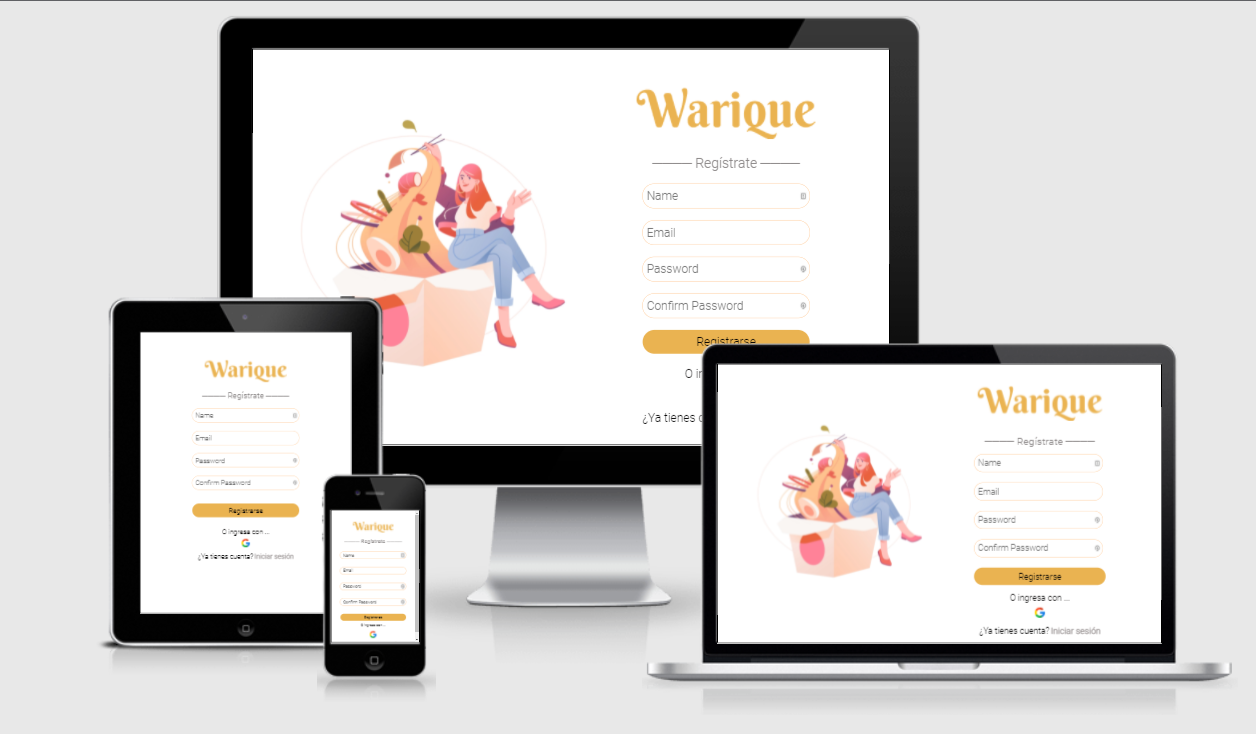 Warique
Regístrate
Name
Email
Password
Confirm Password
Registrarse
O in
¿Ya tienes c
Warique
Regístrate
Name
Email
Password
Confirm Password
Registrarse
O ingresa con ...
G
¿Ya tienes cuenta? Iniciar sesión
Warique
Regístrate
Name
Email
Password
Confirm Password
Registrarse
O ingresa con ...
G
Warique
Regístrate
Name
Email
Password
Confirm Password
Registrarse
O ingresa con ...
G
¿Ya tienes cuenta? Iniciar sesión